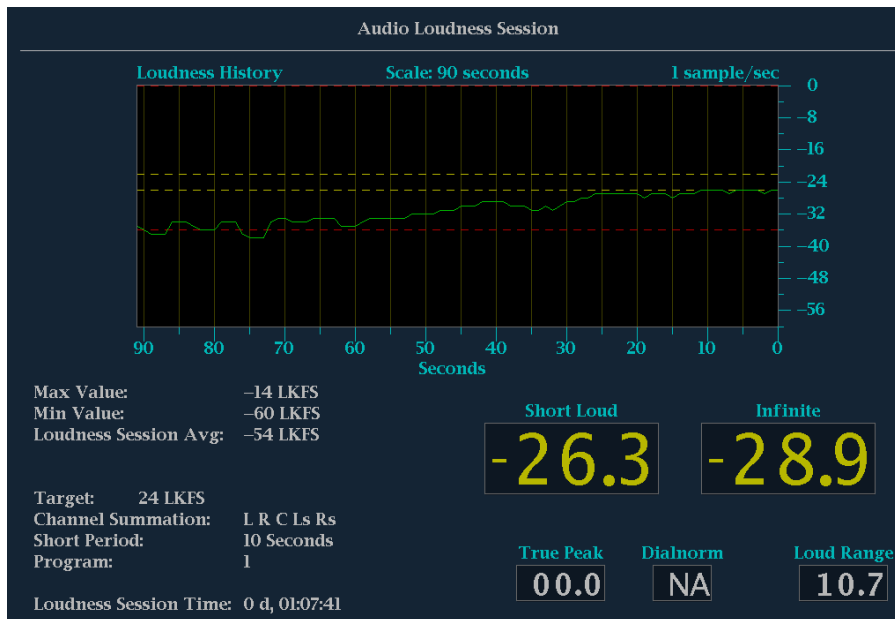 Audio Loudness Session
Loudness History Scale: 90 seconds 1 sample/sec
0
−8
−16
−24
−32
−40
−48
−56
90 80 70 60 50 40 30 20 10 0
Seconds
Max Value: −14 LKFS
Min Value: −60 LKFS
Loudness Session Avg: −54 LKFS
Short Loud Infinite
-26.3 -28.9
Target: 24 LKFS
Channel Summation: L R C Ls Rs
Short Period: 10 Seconds
Program: 1
Loudness Session Time: 0 d, 01:07:41
True Peak Dialnorm Loud Range
00.0 NA 10.7